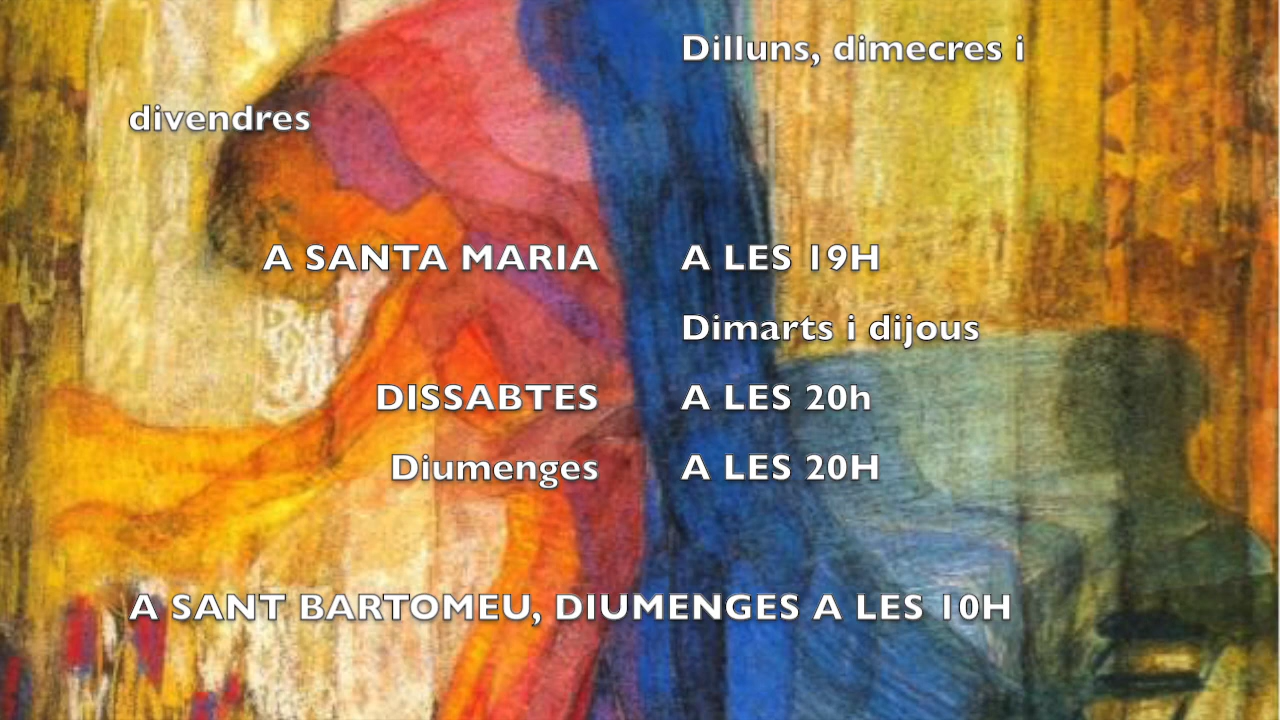 Dilluns, dimecres i
divendres
A SANTA MARIA A LES 19H
Dimarts i dijous
DISSABTES A LES 20h
Diumenges A LES 20H
A SANT BARTOMEU, DIUMENGES A LES 10H